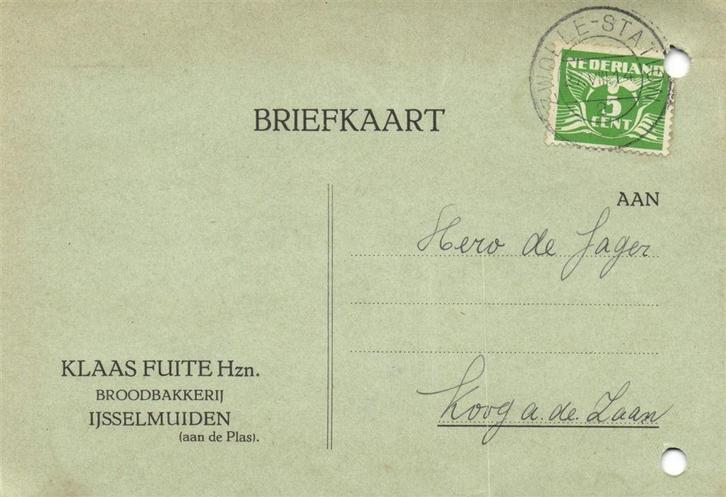 ZWOLLE-STAT
NEDERLAND
5
CENT
BRIEFKAART
AAN
Hero de Jager
KLAAS FUITE Hzn.
BROODBAKKERIJ
IJSSELMUIDEN
(aan de Plas).
Koog a. de. Zaan